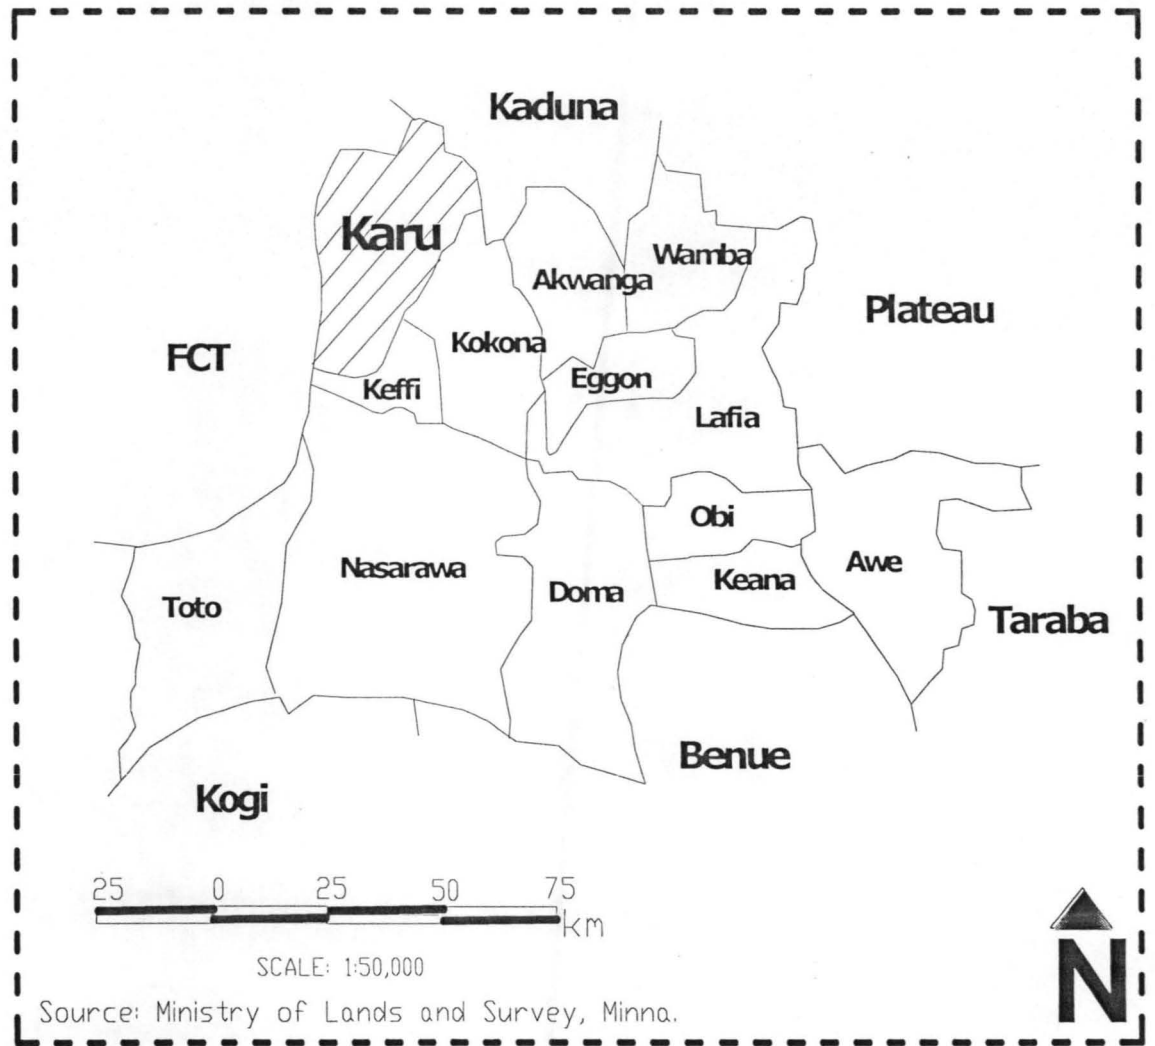 Kaduna
Karu
Wamba
Akwanga
Plateau
Kokona
FCT
Eggon
Keffi
Lafia
Obi
Nasarawa
Awe
Keana
Doma
Toto
Taraba
Benue
Kogi
25 0 25 50 75
km
SCALE: 1:50,000
N
Source: Ministry of Lands and Survey, Minna.